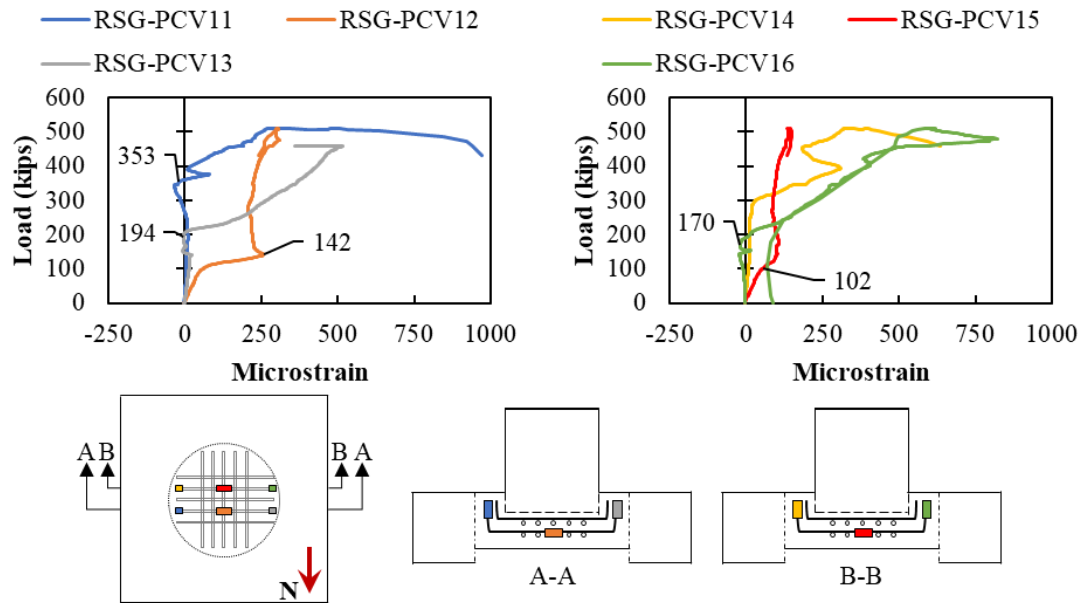 RSG-PCV11 RSG-PCV12 RSG-PCV14 RSG-PCV15
RSG-PCV13 RSG-PCV16
Load (kips)
600
500
400
300
200
100
0
353
194
142
-250 0 250 500 750 1000
Microstrain
Load (kips)
600
500
400
300
200
100
0
170
102
-250 0 250 500 750 1000
Microstrain
A B B A
N
A-A
B-B